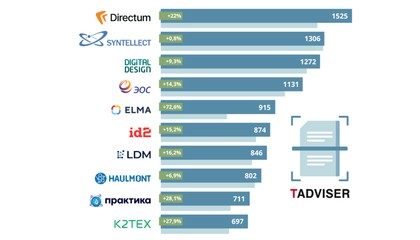 Directum +22% 1525
SYNTELLECT +0,8% 1306
DIGITAL
DESIGN +9,3% 1272
ЭОС +14,3% 1131
ELMA +72,6% 915
id2 +15,2% 874
LDM +16,2% 846
HAULMONT +6,9% 802
практика +28,1% 711
K2TEX +27,9% 697
TADVISER